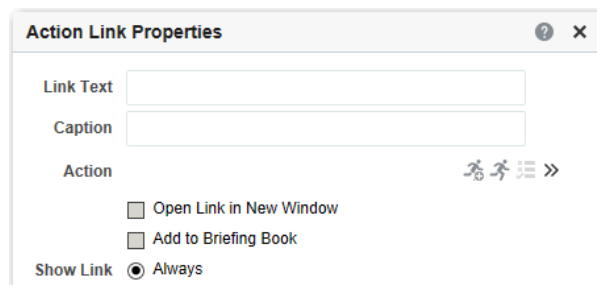 Action Link Properties
Link Text
Caption
Action
Open Link in New Window
Add to Briefing Book
Show Link Always